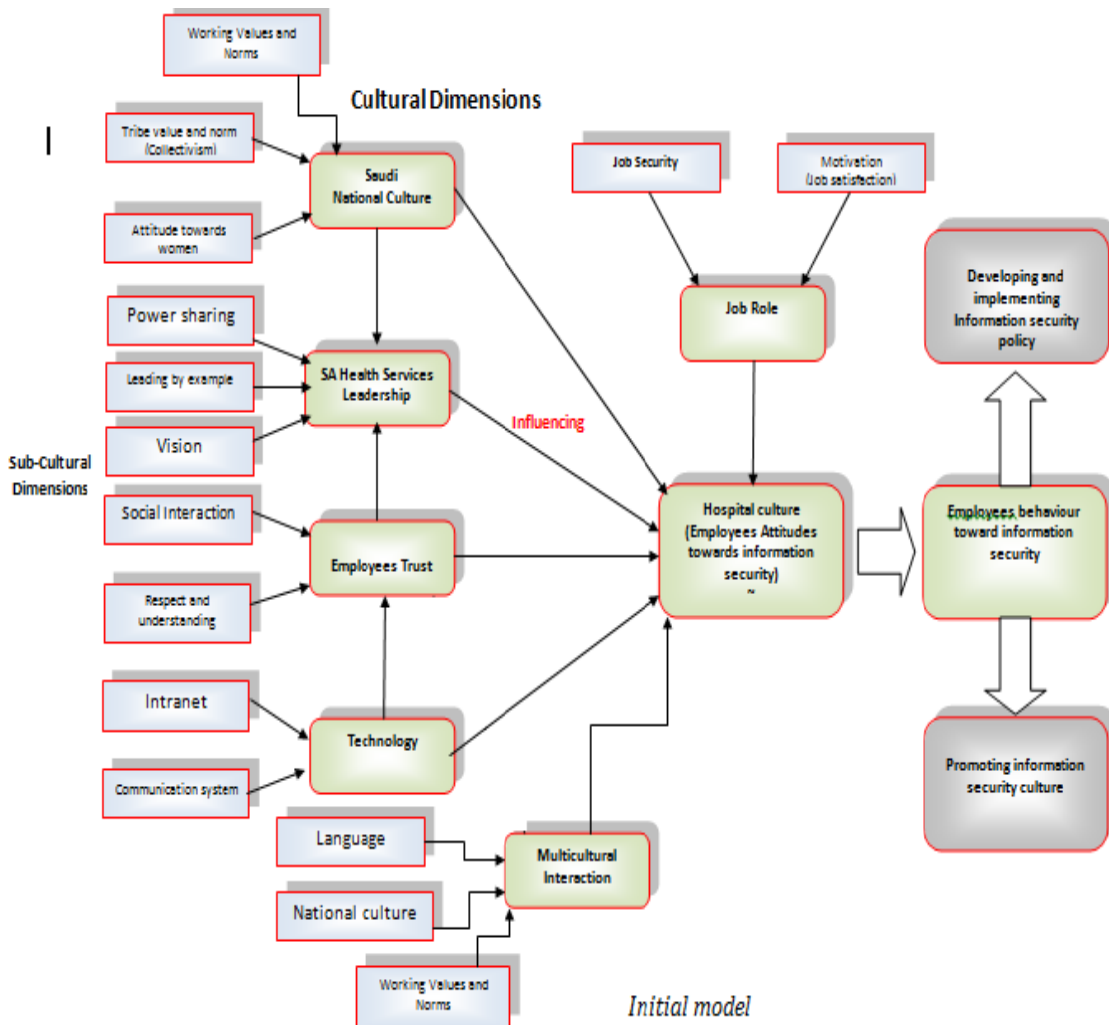 Working Values and
Norms
Cultural Dimensions
I
Tribe value and norm
(Collectivism)
Saudi
National Culture
Attitude towards
women
Job Security
Motivation
(Job satisfaction)
Job Role
Developing and
implementing
Information security
policy
Power sharing
Leading by example
Vision
SA Health Services
Leadership
Influencing
Sub-Cultural
Dimensions
Social Interaction
Employees Trust
Respect and
understanding
Hospital culture
(Employees Attitudes
towards information
security)
~
Employees behaviour
toward information
security
Intranet
Technology
Communication system
Promoting information
security culture
Language
Multicultural
Interaction
National culture
Working Values and
Norms
Initial model